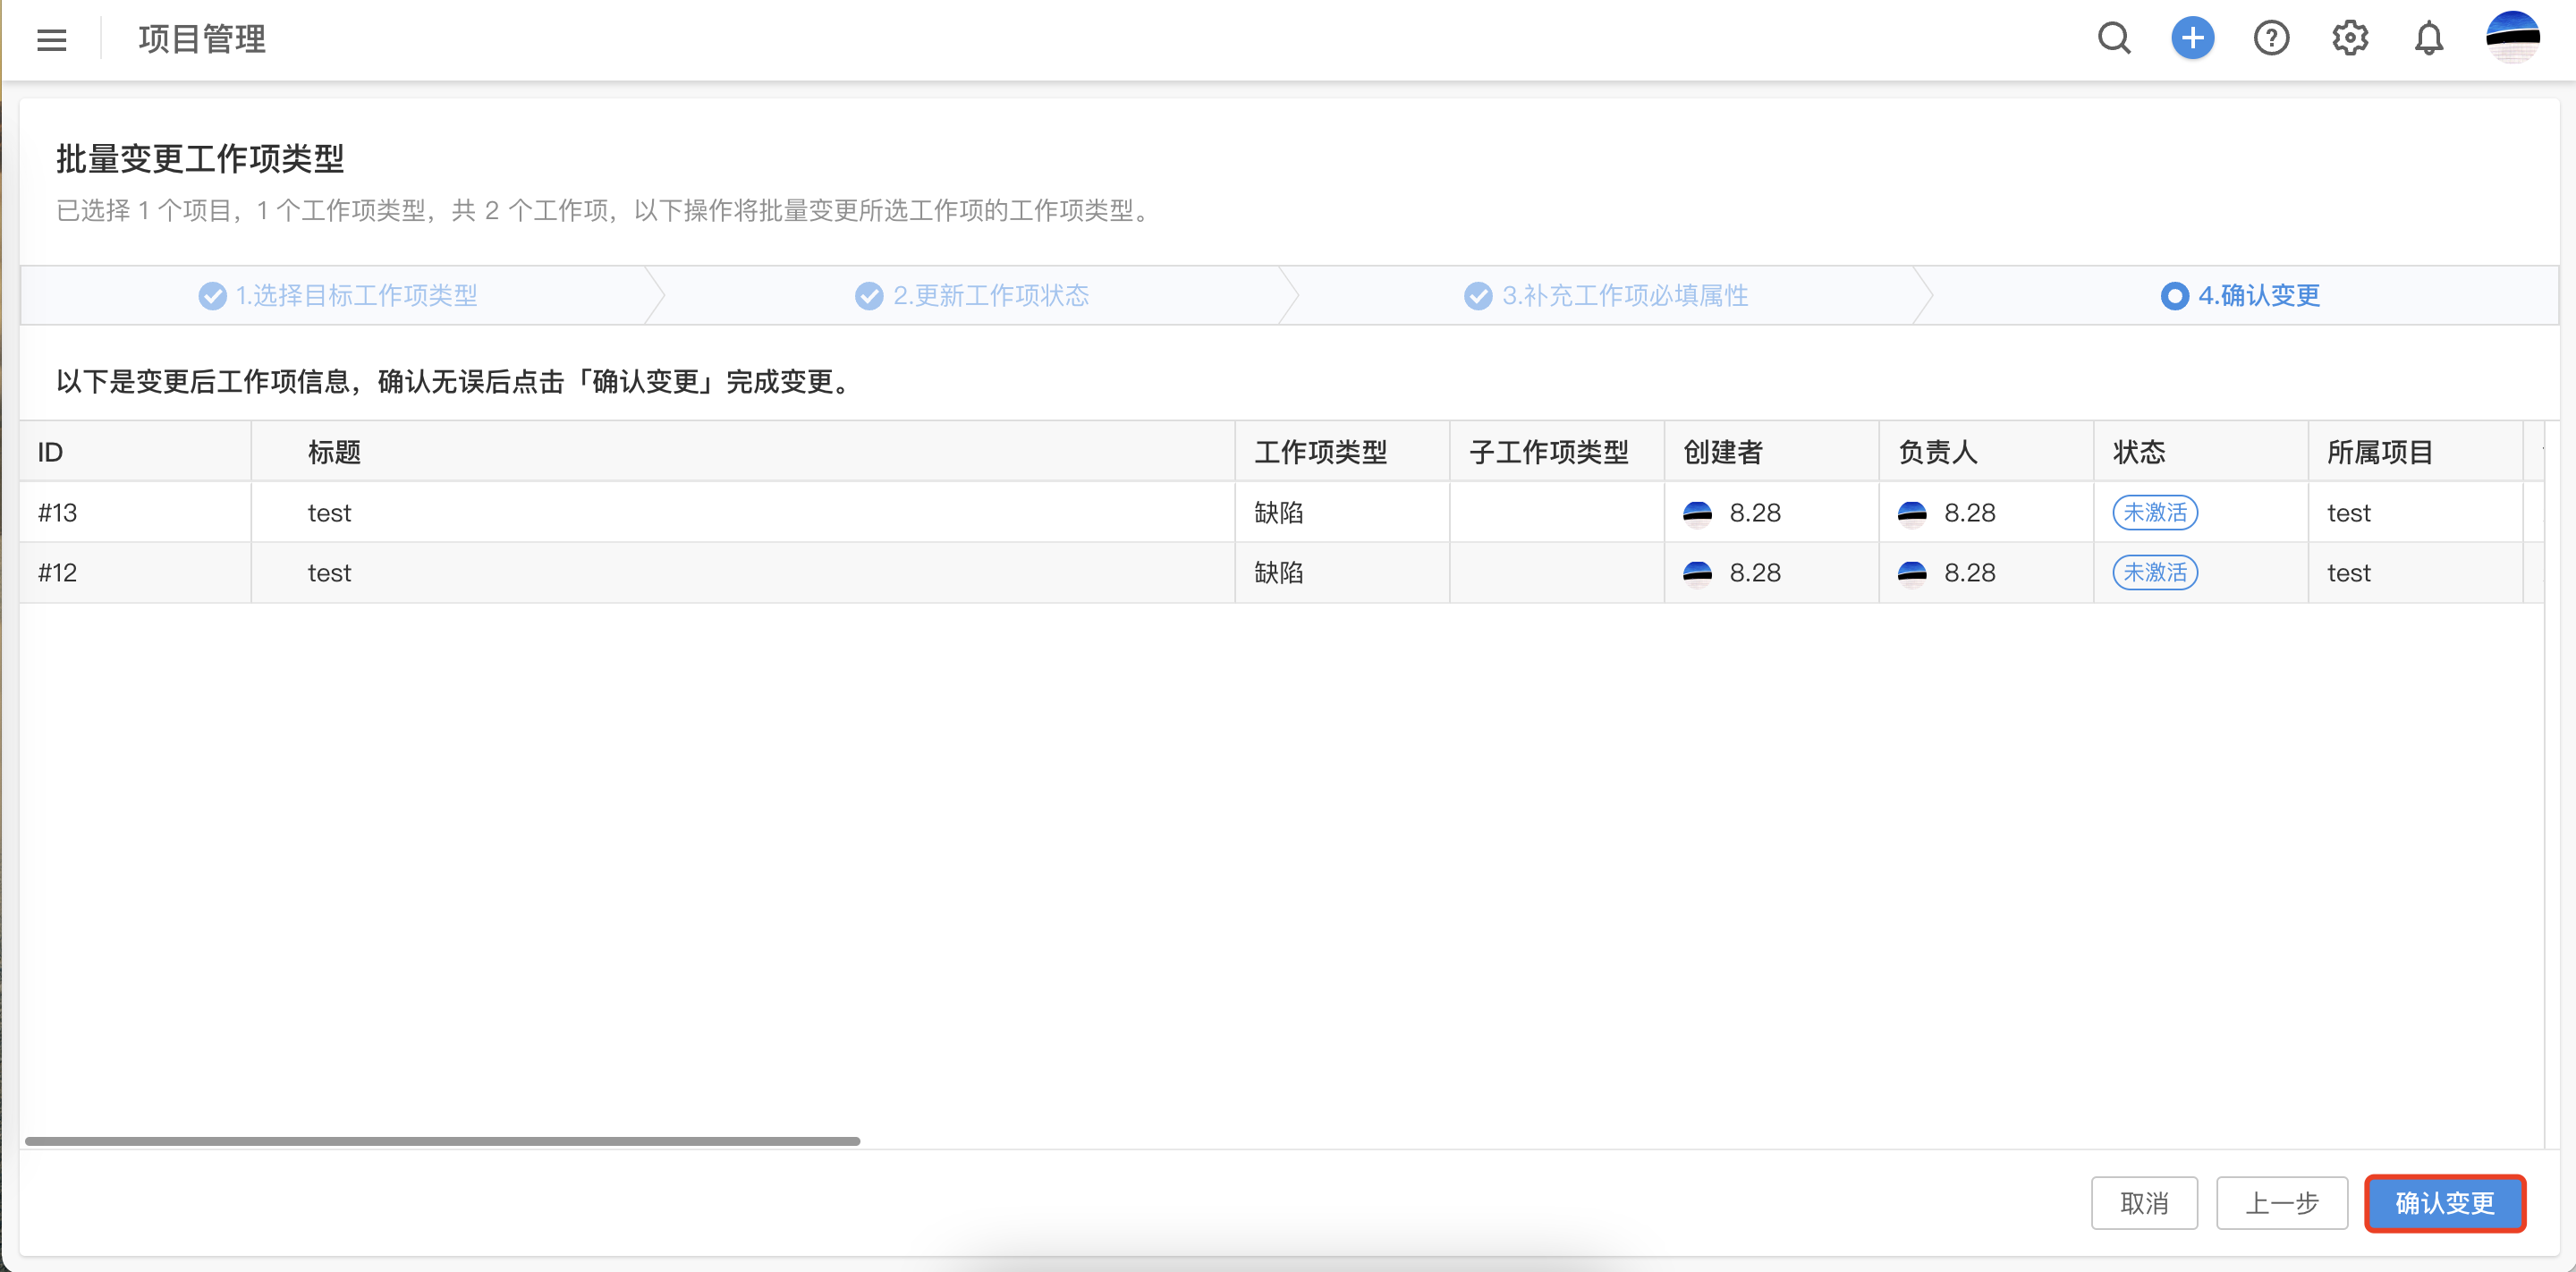 项目管理
批量变更工作项类型
已选择 1 个项目，1 个工作项类型，共 2 个工作项，以下操作将批量变更所选工作项的工作项类型。
1.选择目标工作项类型 2.更新工作项状态 3.补充工作项必填属性 4.确认变更
以下是变更后工作项信息，确认无误后点击「确认变更」完成变更。
ID 标题 工作项类型 子工作项类型 创建者 负责人 状态 所属项目
#13 test 缺陷 8.28 8.28 未激活 test
#12 test 缺陷 8.28 8.28 未激活 test
取消 上一步 确认变更